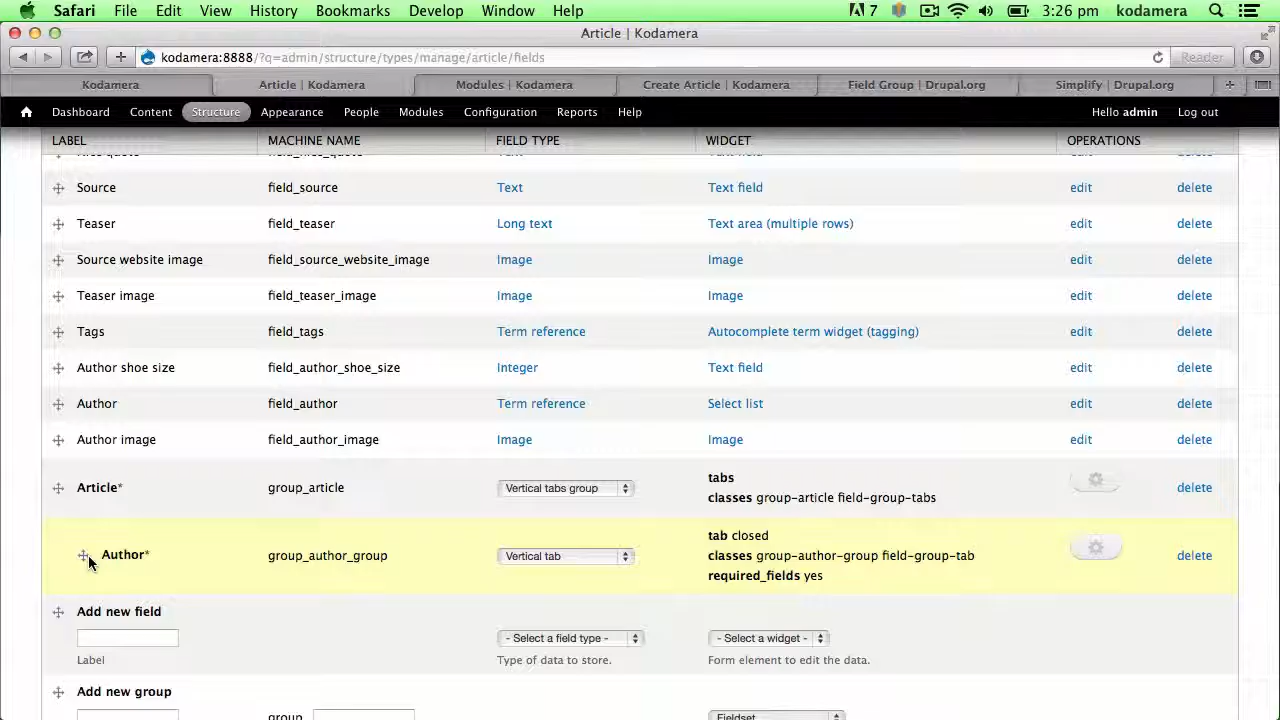 Safari File Edit View History Bookmarks Develop Window Help 7 3:26 pm kodamera
Article | Kodamera
kodamera:8888/?q=admin/structure/types/manage/article/fields Reader
Kodamera Article | Kodamera Modules | Kodamera Create Article | Kodamera Field Group | Drupal.org Simplify | Drupal.org
Dashboard Content Structure Appearance People Modules Configuration Reports Help Hello admin Log out
LABEL MACHINE NAME FIELD TYPE WIDGET OPERATIONS
Source field_source Text Text field edit delete
Teaser field_teaser Long text Text area (multiple rows) edit delete
Source website image field_source_website_image Image Image edit delete
Teaser image field_teaser_image Image Image edit delete
Tags field_tags Term reference Autocomplete term widget (tagging) edit delete
Author shoe size field_author_shoe_size Integer Text field edit delete
Author field_author Term reference Select list edit delete
Author image field_author_image Image Image edit delete
Article* group_article Vertical tabs group tabs delete
classes group-article field-group-tabs
tab closed
Author* group_author_group Vertical tab classes group-author-group field-group-tab delete
required_fields yes
Add new field
- Select a field type - - Select a widget -
Label Type of data to store. Form element to edit the data.
Add new group
group_ Fieldset